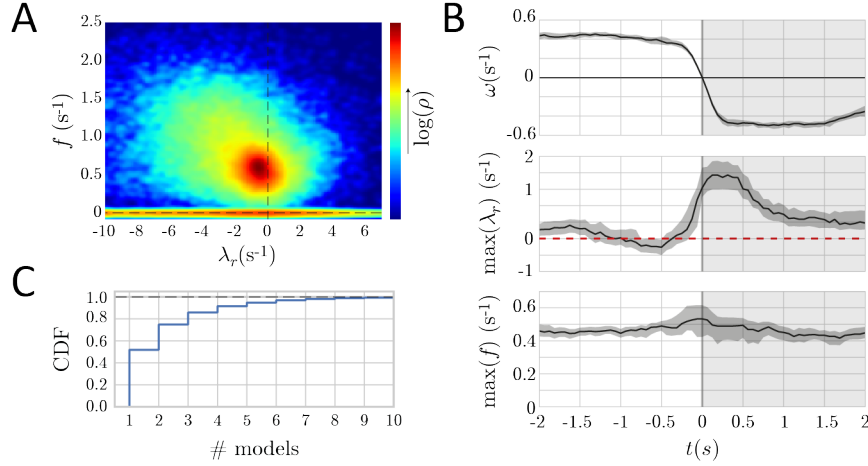 A
2.5
2.0
1.5
1.0
0.5
0
f (s⁻¹)
-10 -8 -6 -4 -2 0 2 4 6
λᵣ(s⁻¹)
log(ρ)
B
0.6
0
-0.6
ω(s⁻¹)
2
1
0
-1
max(λᵣ) (s⁻¹)
0.6
0.4
0.2
0
max(f) (s⁻¹)
-2 -1.5 -1 -0.5 0 0.5 1 1.5 2
t(s)
C
1.0
0.8
0.6
0.4
0.2
0.0
CDF
1 2 3 4 5 6 7 8 9 10
# models